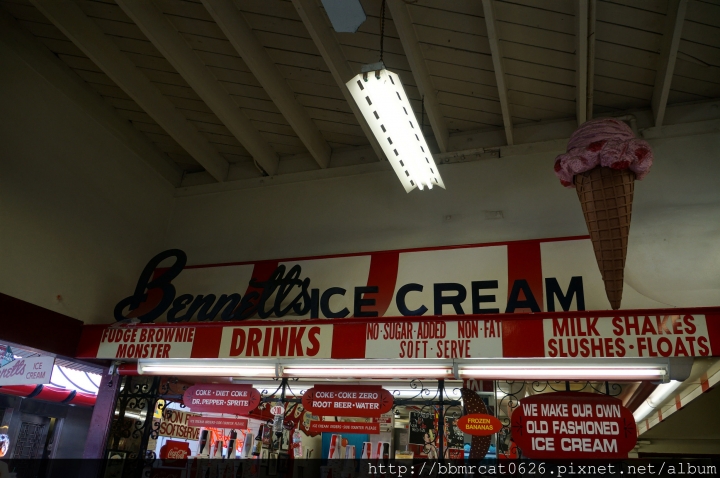 Bennett's ICE CREAM
FUDGE BROWNIE
MONSTER
DRINKS
NO-SUGAR-ADDED NON-FAT
SOFT-SERVE
MILK SHAKES
SLUSHES·FLOATS
ICE
CREAM
COKE · DIET COKE
DR. PEPPER · SPRITE
COKE · COKE ZERO
ROOT BEER · WATER
FROZEN
BANANAS
WE MAKE OUR OWN
OLD FASHIONED
ICE CREAM
Coca-Cola
http://bbmrcat0626.pixnet.net/album